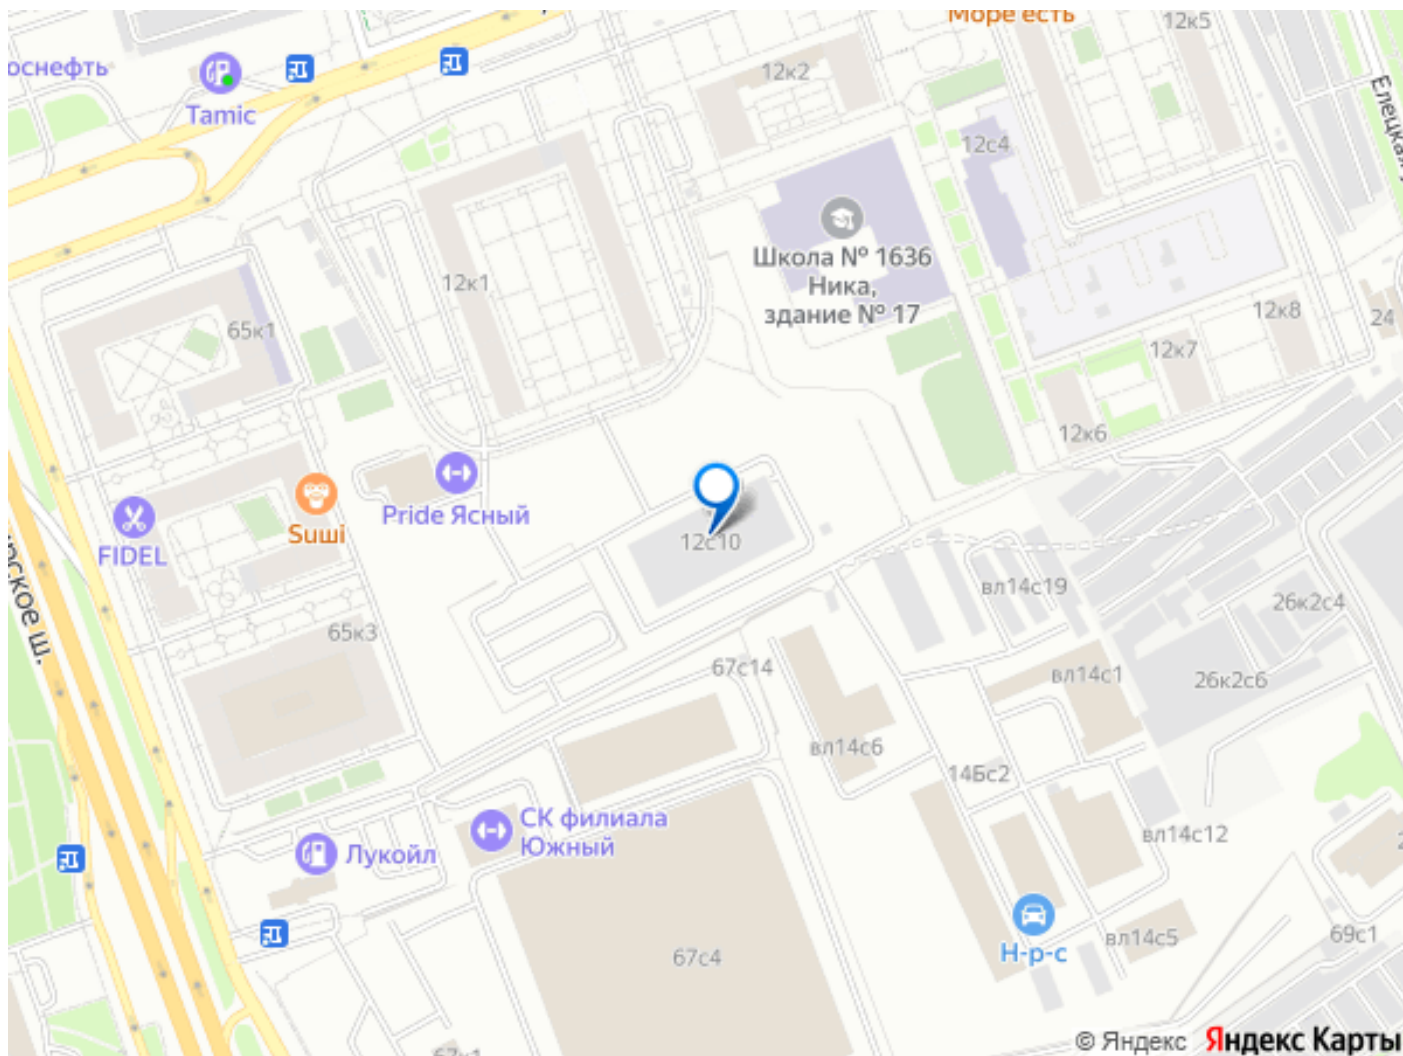 Море есть
12к5
оснефть
Tamic
12к2
Елецкая у
12с4
Школа № 1636
Ника,
здание № 17
12к1
12к8
24
65к1
12к7
12к6
Pride Ясный
Suши
FIDEL
12с10
вл14с19
26к2с4
рское ш.
65к3
67с14
вл14с1
26к2с6
вл14с6
14Бс2
СК филиала
Южный
вл14с12
Лукойл
Н-р-с
вл14с5
69с1
67с4
67к1
© Яндекс Яндекс Карты